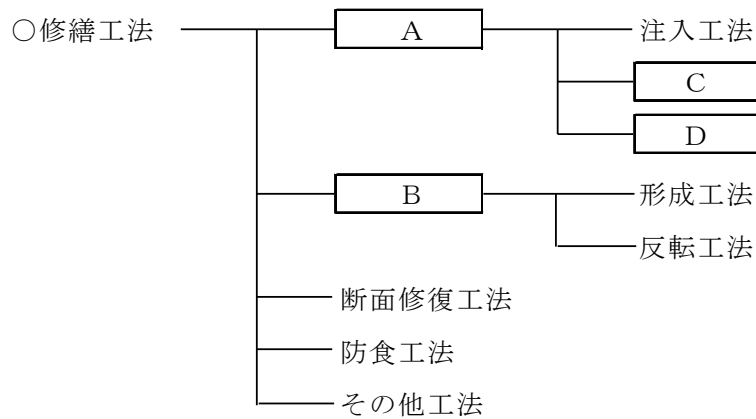 ○修繕工法
A
注入工法
C
D
B
形成工法
反転工法
断面修復工法
防食工法
その他工法